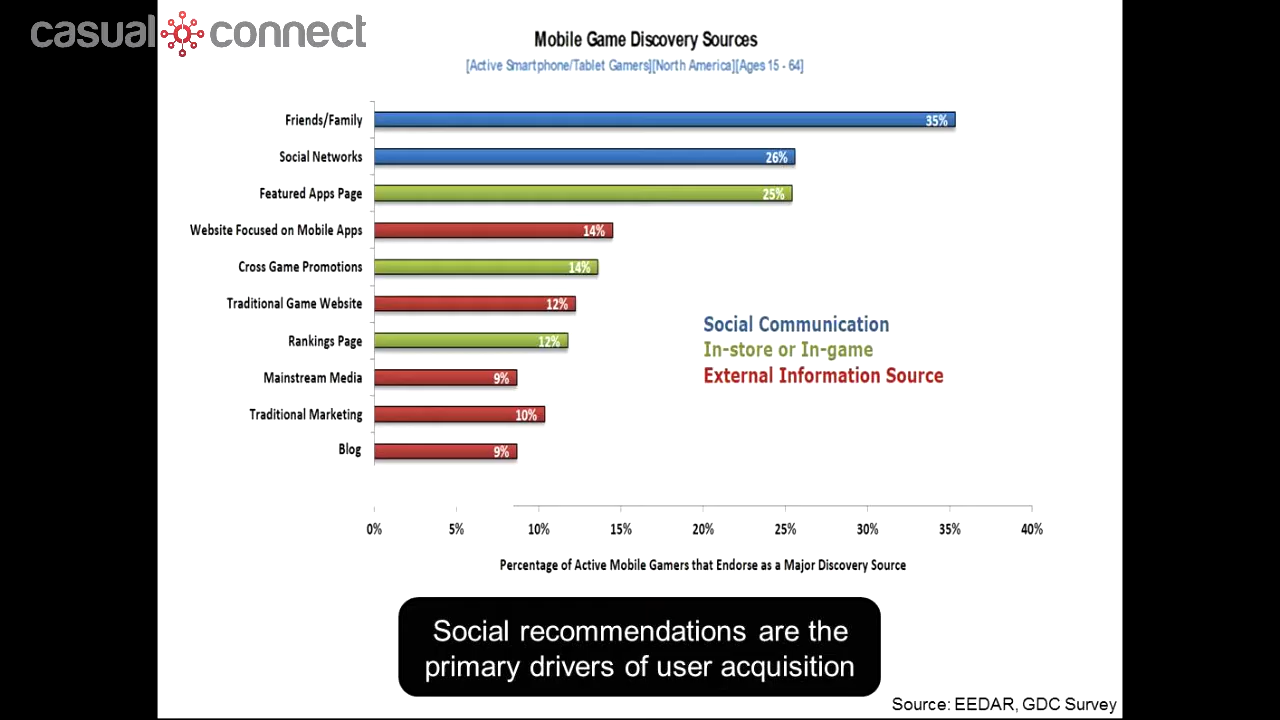 casual connect
Mobile Game Discovery Sources
[Active Smartphone/Tablet Gamers][North America][Ages 15 - 64]
Friends/Family 35%
Social Networks 26%
Featured Apps Page 25%
Website Focused on Mobile Apps 14%
Cross Game Promotions 14%
Traditional Game Website 12%
Rankings Page 12%
Mainstream Media 9%
Traditional Marketing 10%
Blog 9%
Social Communication
In-store or In-game
External Information Source
0% 5% 10% 15% 20% 25% 30% 35% 40%
Percentage of Active Mobile Gamers that Endorse as a Major Discovery Source
Social recommendations are the
primary drivers of user acquisition
Source: EEDAR, GDC Survey